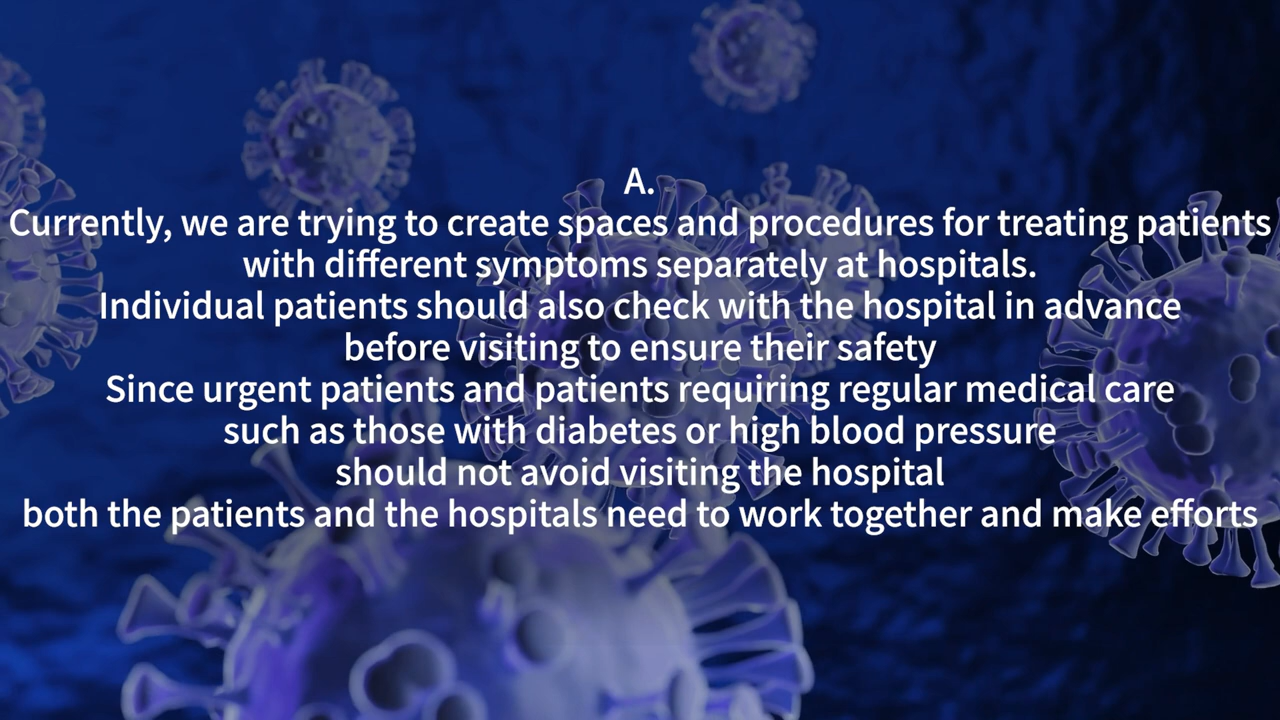 A.
Currently, we are trying to create spaces and procedures for treating patients
with different symptoms separately at hospitals.
Individual patients should also check with the hospital in advance
before visiting to ensure their safety
Since urgent patients and patients requiring regular medical care
such as those with diabetes or high blood pressure
should not avoid visiting the hospital
both the patients and the hospitals need to work together and make efforts